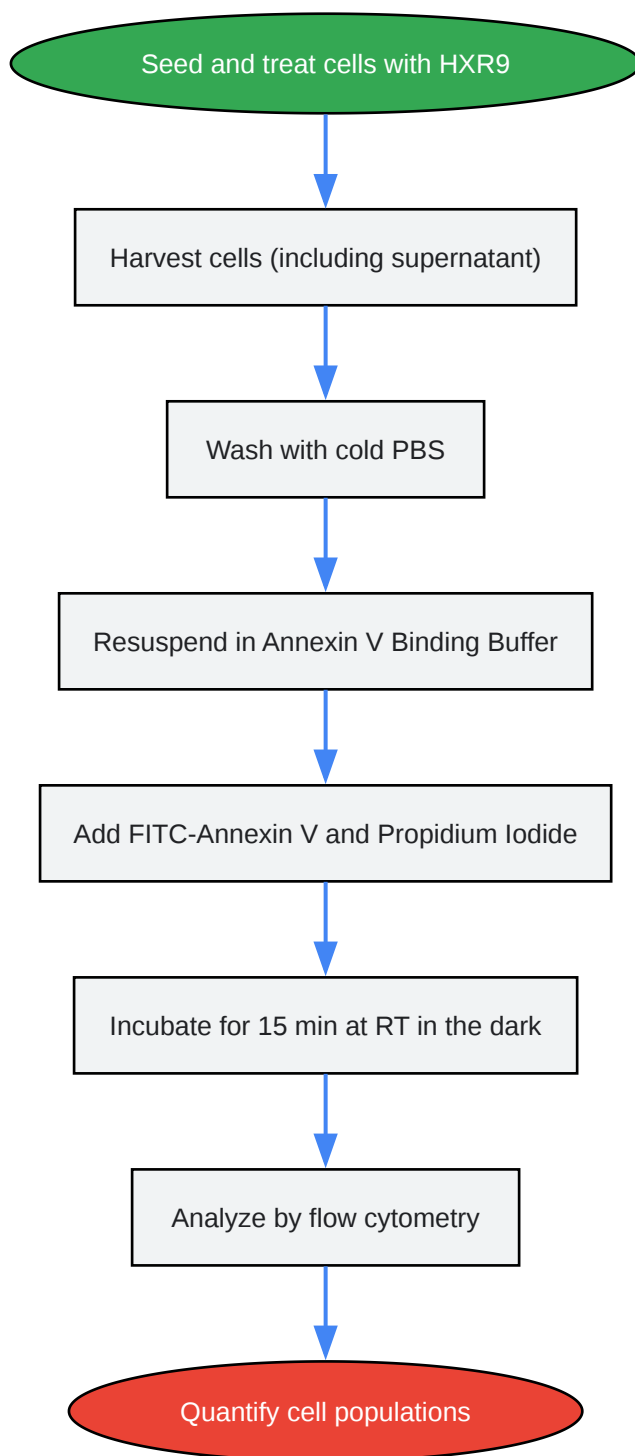 Seed and treat cells with HXR9
Harvest cells (including supernatant)
Wash with cold PBS
Resuspend in Annexin V Binding Buffer
Add FITC-Annexin V and Propidium Iodide
Incubate for 15 min at RT in the dark
Analyze by flow cytometry
Quantify cell populations